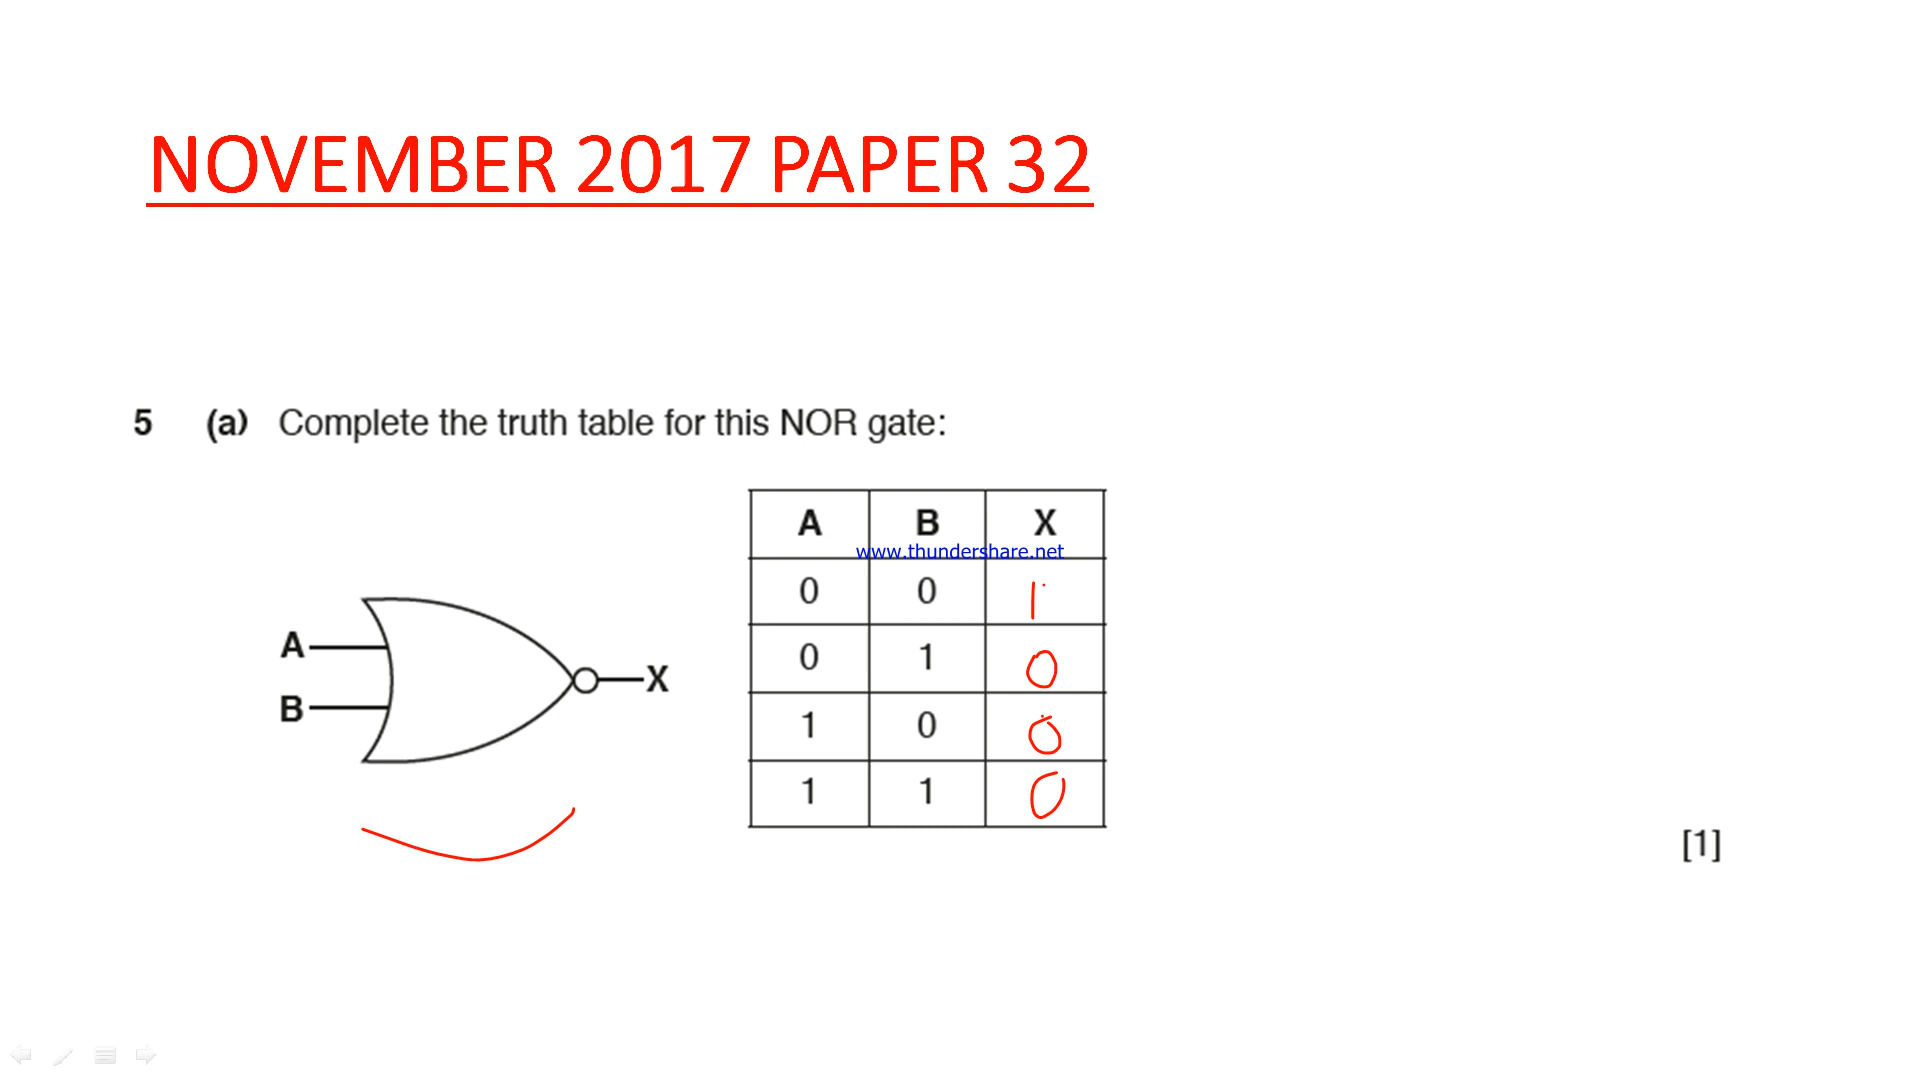 NOVEMBER 2017 PAPER 32
5 (a) Complete the truth table for this NOR gate:
A B X
www.thundershare.net
0 0 1
0 1 0
1 0 0
1 1 0
A
B
X
[1]